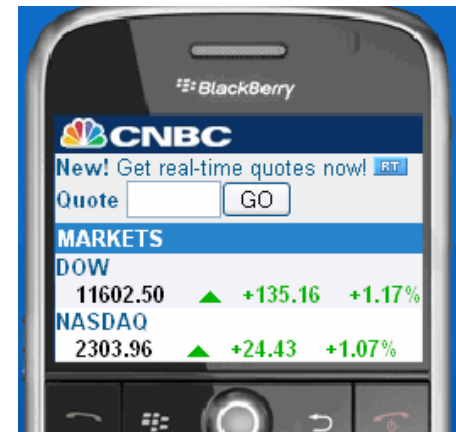 BlackBerry
CNBC
New! Get real-time quotes now! RT
Quote GO
MARKETS
DOW
11602.50 ▲ +135.16 +1.17%
NASDAQ
2303.96 ▲ +24.43 +1.07%